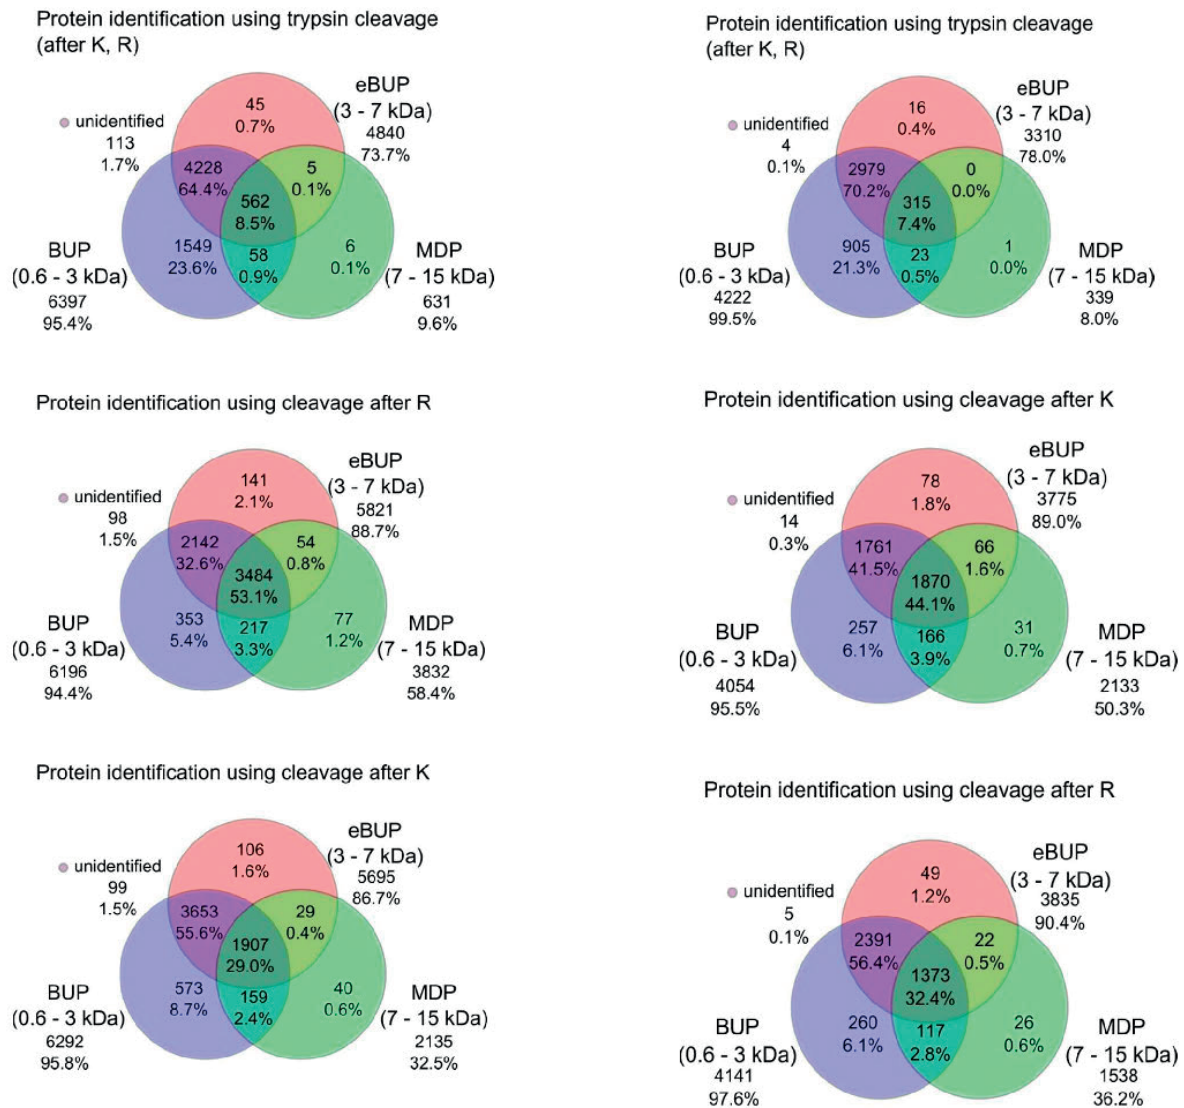 Protein identification using trypsin cleavage
(after K, R)
eBUP
(3 - 7 kDa)
4840
73.7%
unidentified
113
1.7%
45
0.7%
4228
64.4%
5
0.1%
562
8.5%
1549
23.6%
58
0.9%
6
0.1%
BUP
(0.6 - 3 kDa)
6397
95.4%
MDP
(7 - 15 kDa)
631
9.6%
Protein identification using trypsin cleavage
(after K, R)
eBUP
(3 - 7 kDa)
3310
78.0%
unidentified
4
0.1%
16
0.4%
2979
70.2%
0
0.0%
315
7.4%
905
21.3%
23
0.5%
1
0.0%
BUP
(0.6 - 3 kDa)
4222
99.5%
MDP
(7 - 15 kDa)
339
8.0%
Protein identification using cleavage after R
eBUP
(3 - 7 kDa)
5821
88.7%
unidentified
98
1.5%
141
2.1%
2142
32.6%
54
0.8%
3484
53.1%
353
5.4%
217
3.3%
77
1.2%
BUP
(0.6 - 3 kDa)
6196
94.4%
MDP
(7 - 15 kDa)
3832
58.4%
Protein identification using cleavage after K
eBUP
(3 - 7 kDa)
3775
89.0%
unidentified
14
0.3%
78
1.8%
1761
41.5%
66
1.6%
1870
44.1%
257
6.1%
166
3.9%
31
0.7%
BUP
(0.6 - 3 kDa)
4054
95.5%
MDP
(7 - 15 kDa)
2133
50.3%
Protein identification using cleavage after K
eBUP
(3 - 7 kDa)
5695
86.7%
unidentified
99
1.5%
106
1.6%
3653
55.6%
29
0.4%
1907
29.0%
573
8.7%
159
2.4%
40
0.6%
BUP
(0.6 - 3 kDa)
6292
95.8%
MDP
(7 - 15 kDa)
2135
32.5%
Protein identification using cleavage after R
eBUP
(3 - 7 kDa)
3835
90.4%
unidentified
5
0.1%
49
1.2%
2391
56.4%
22
0.5%
1373
32.4%
260
6.1%
117
2.8%
26
0.6%
BUP
(0.6 - 3 kDa)
4141
97.6%
MDP
(7 - 15 kDa)
1538
36.2%